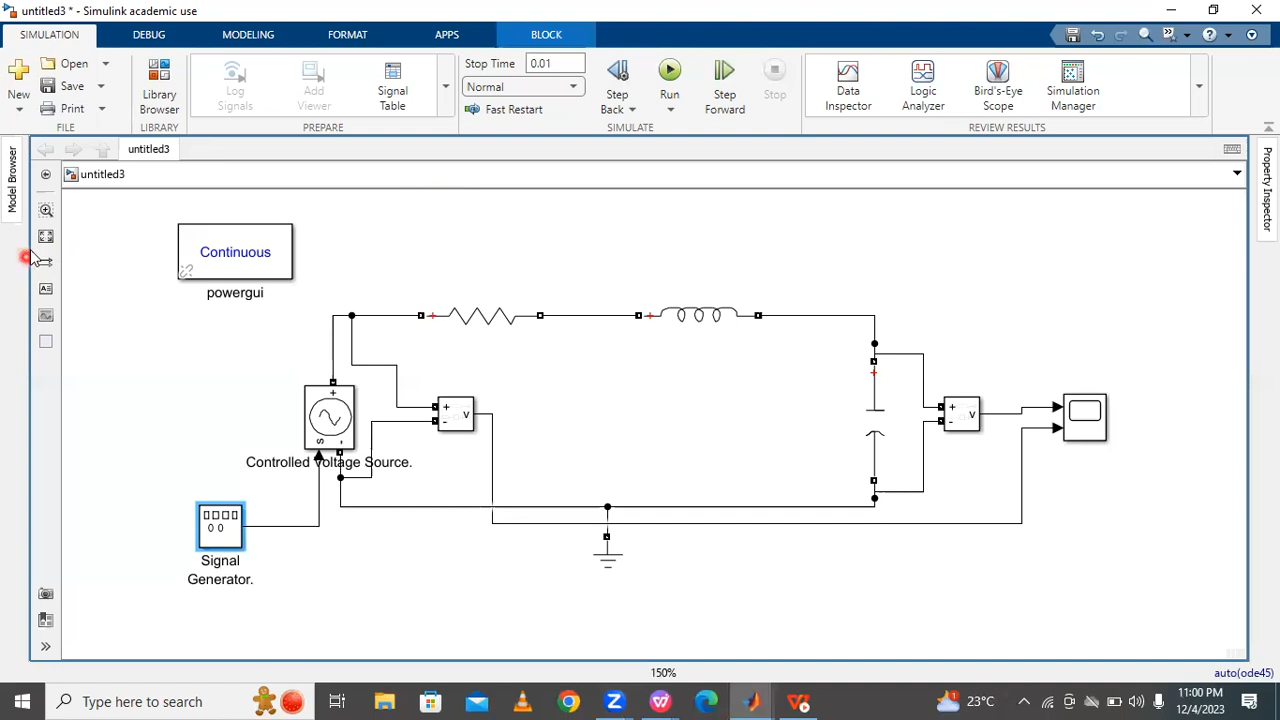 untitled3 * - Simulink academic use
SIMULATION
DEBUG
MODELING
FORMAT
APPS
BLOCK
New
Open
Save
Print
FILE
Library
Browser
LIBRARY
Log
Signals
Add
Viewer
Signal
Table
PREPARE
Stop Time
0.01
Normal
Fast Restart
Step
Back
Run
Step
Forward
Stop
SIMULATE
Data
Inspector
Logic
Analyzer
Bird's-Eye
Scope
Simulation
Manager
REVIEW RESULTS
Model Browser
untitled3
untitled3
Property Inspector
Continuous
powergui
+
+
+
+
s
-
+
-
v
+
-
v
Controlled Voltage Source.
Signal
Generator.
150%
auto(ode45)
Type here to search
23°C
11:00 PM
12/4/2023